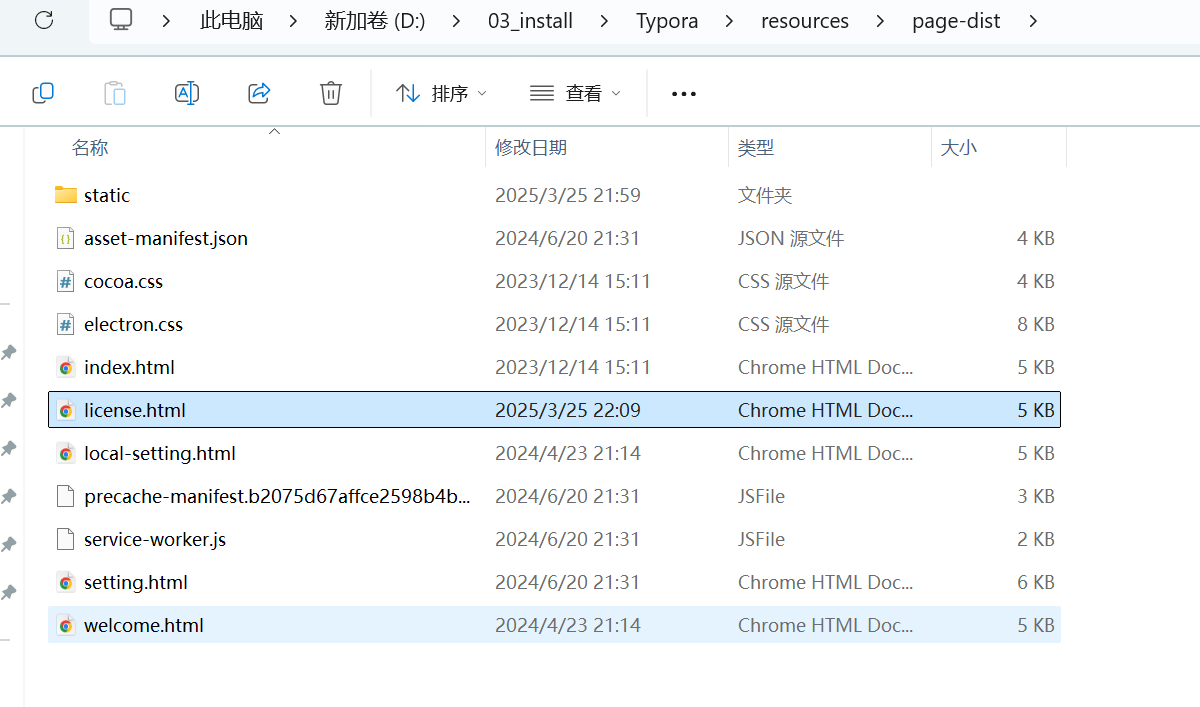 此电脑 新加卷 (D:) 03_install Typora resources page-dist
排序 查看
名称 修改日期 类型 大小
static 2025/3/25 21:59 文件夹
asset-manifest.json 2024/6/20 21:31 JSON 源文件 4 KB
cocoa.css 2023/12/14 15:11 CSS 源文件 4 KB
electron.css 2023/12/14 15:11 CSS 源文件 8 KB
index.html 2023/12/14 15:11 Chrome HTML Doc... 5 KB
license.html 2025/3/25 22:09 Chrome HTML Doc... 5 KB
local-setting.html 2024/4/23 21:14 Chrome HTML Doc... 5 KB
precache-manifest.b2075d67affce2598b4b... 2024/6/20 21:31 JSFile 3 KB
service-worker.js 2024/6/20 21:31 JSFile 2 KB
setting.html 2024/6/20 21:31 Chrome HTML Doc... 6 KB
welcome.html 2024/4/23 21:14 Chrome HTML Doc... 5 KB